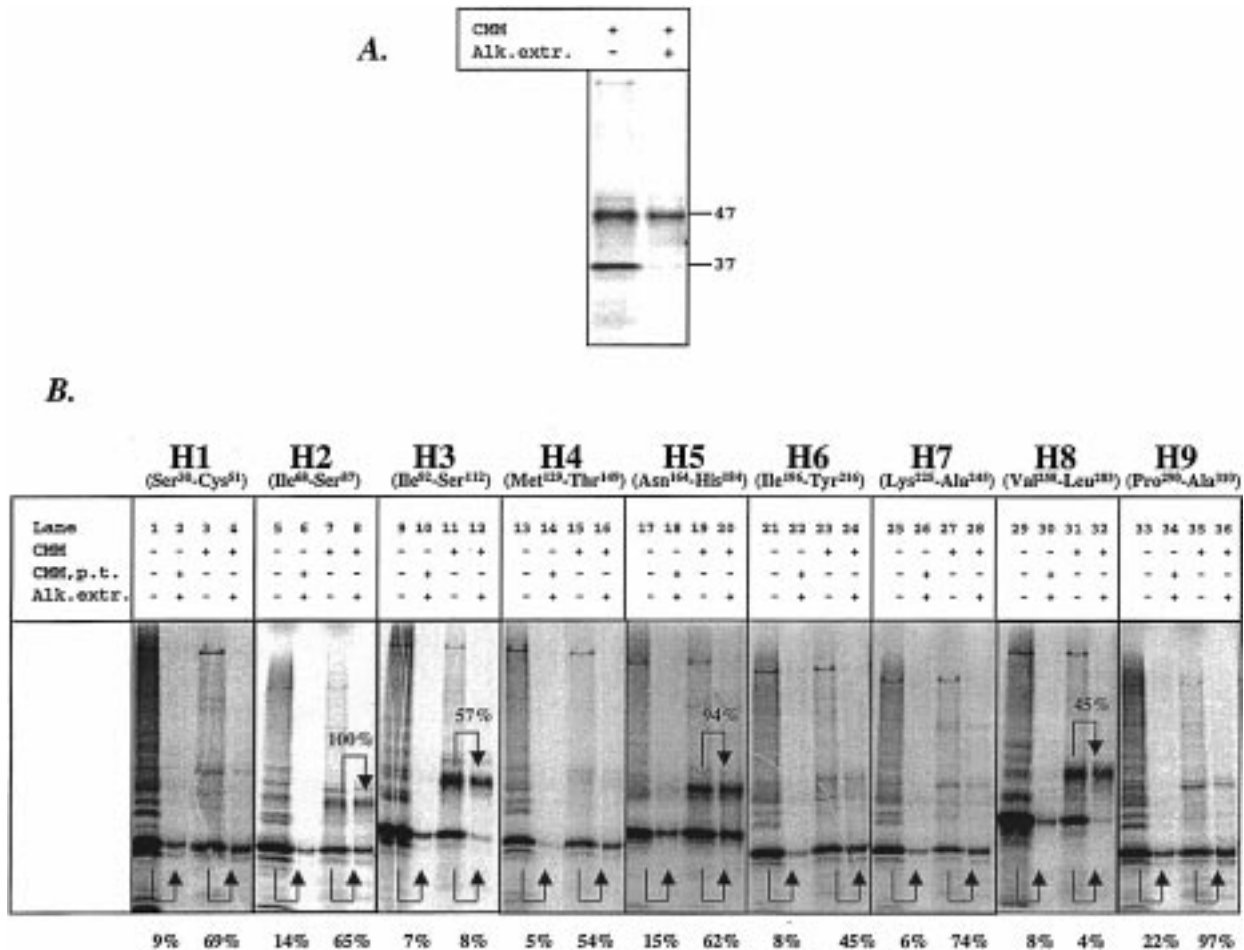 A.
CMM + +
Alk.extr. - +
47
37
B.
H1 H2 H3 H4 H5 H6 H7 H8 H9
Lane 1 2 3 4 5 6 7 8 9 10 11 12 13 14 15 16 17 18 19 20 21 22 23 24 25 26 27 28 29 30 31 32 33 34 35 36
CMM - - + + - - + + - - + + - - + + - - + + - - + + - - + + - - + + - - + +
CMM,p.t. - + - - - + - - - + - - - + - - - + - - - + - - - + - - - + - - - + - -
Alk.extr. - + - + - + - + - + - + - + - + - + - + - + - + - + - + - + - + - + - +
100% 57% 94% 45%
9% 69% 14% 65% 7% 8% 5% 54% 15% 62% 8% 45% 6% 74% 8% 4% 22% 97%